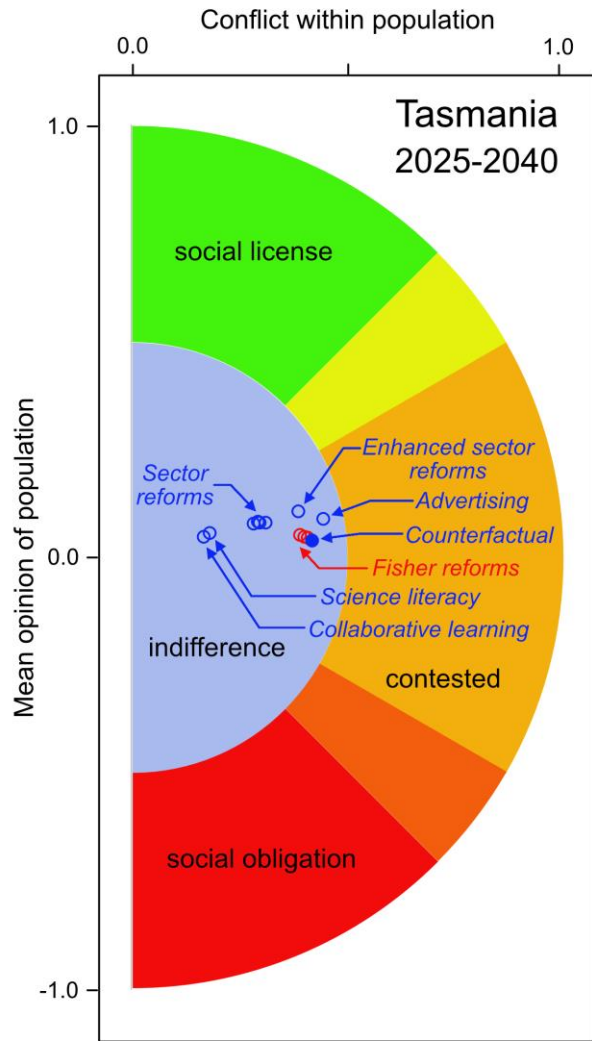 Conflict within population
0.0
1.0
Tasmania
2025-2040
1.0
social license
Enhanced sector
reforms
Sector
reforms
Advertising
Counterfactual
0.0
Fisher reforms
Science literacy
Collaborative learning
indifference
contested
Mean opinion of population
social obligation
-1.0